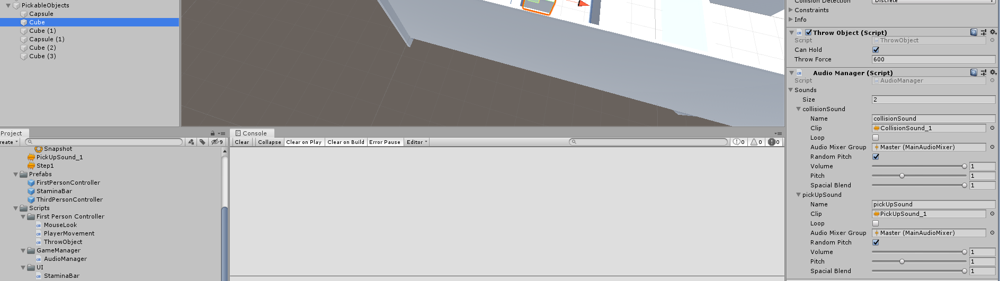 PickableObjects
Capsule
Cube
Cube (1)
Capsule (1)
Cube (2)
Cube (3)
Project
reate
9
Snapshot
PickUpSound_1
Step1
Prefabs
FirstPersonController
StaminaBar
ThirdPersonController
Scripts
First Person Controller
MouseLook
PlayerMovement
ThrowObject
GameManager
AudioManager
UI
StaminaBar
Console
Clear Collapse Clear on Play Clear on Build Error Pause Editor 0 0 0
Collision Detection Discrete
Constraints
Info
Throw Object (Script)
Script ThrowObject
Can Hold
Throw Force 600
Audio Manager (Script)
Script AudioManager
Sounds
Size 2
collisionSound
Name collisionSound
Clip CollisionSound_1
Loop
Audio Mixer Group Master (MainAudioMixer)
Random Pitch
Volume 1
Pitch 1
Spacial Blend 1
pickUpSound
Name pickUpSound
Clip PickUpSound_1
Loop
Audio Mixer Group Master (MainAudioMixer)
Random Pitch
Volume 1
Pitch 1
Spacial Blend 1